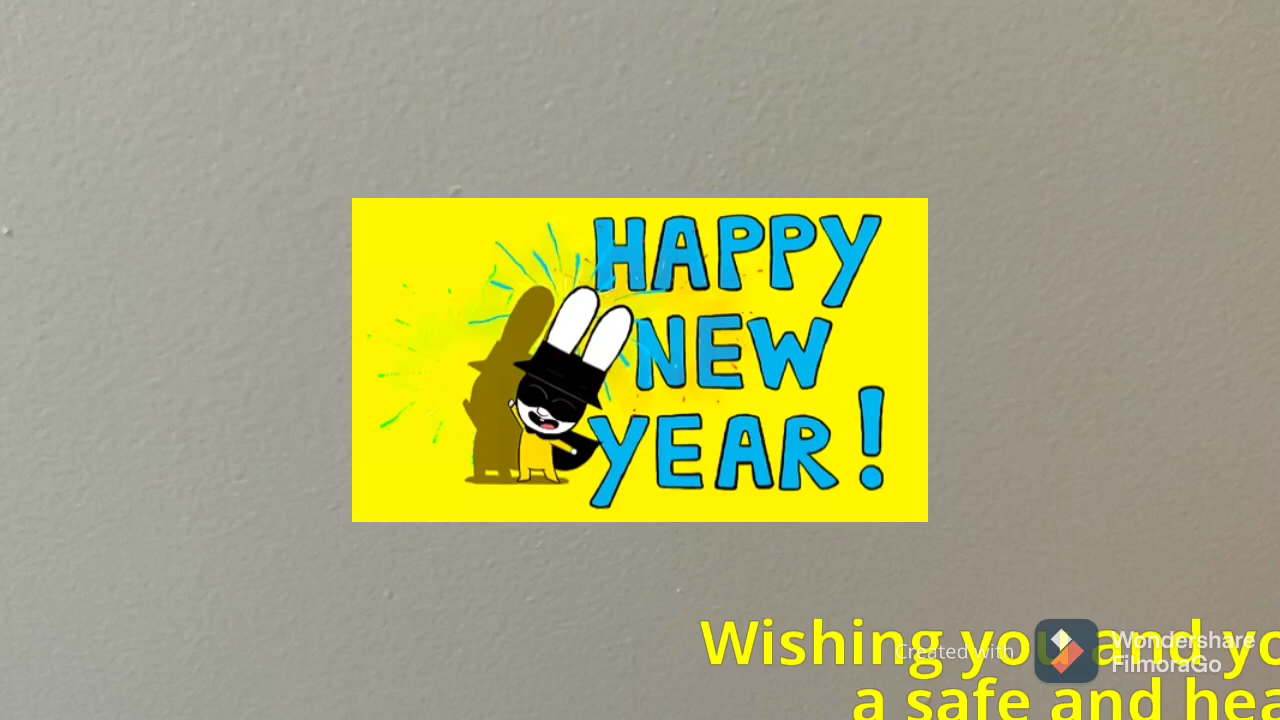 HAPPY
NEW
YEAR!
Wishing you and yo
Created with
Wondershare
FilmoraGo
a safe and hea